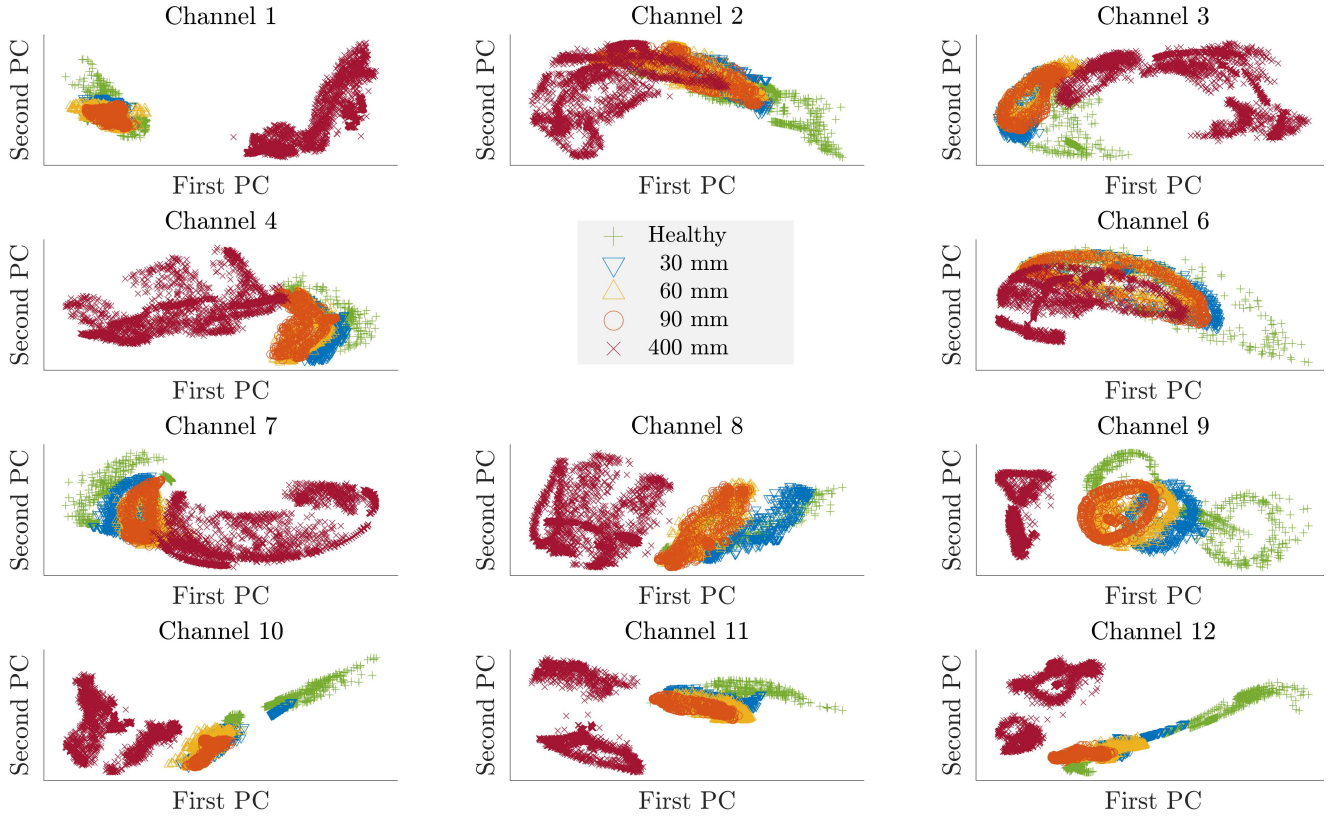 Channel 1
Second PC
First PC
Channel 2
Second PC
First PC
Channel 3
Second PC
First PC
Channel 4
Second PC
First PC
Healthy
30 mm
60 mm
90 mm
400 mm
Channel 6
Second PC
First PC
Channel 7
Second PC
First PC
Channel 8
Second PC
First PC
Channel 9
Second PC
First PC
Channel 10
Second PC
First PC
Channel 11
Second PC
First PC
Channel 12
Second PC
First PC